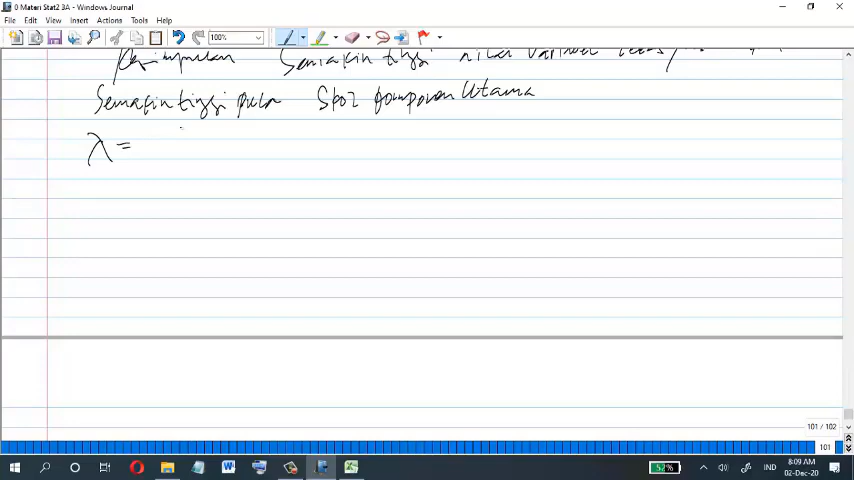 0 Materi Stat2 3A - Windows Journal
File Edit View Insert Actions Tools Help
100%
Kesimpulan Semakin tinggi nilai variabel
Semakin tinggi pula Skor Komponen Utama
λ =
101 / 102
101
52% IND 8:09 AM
02-Dec-20